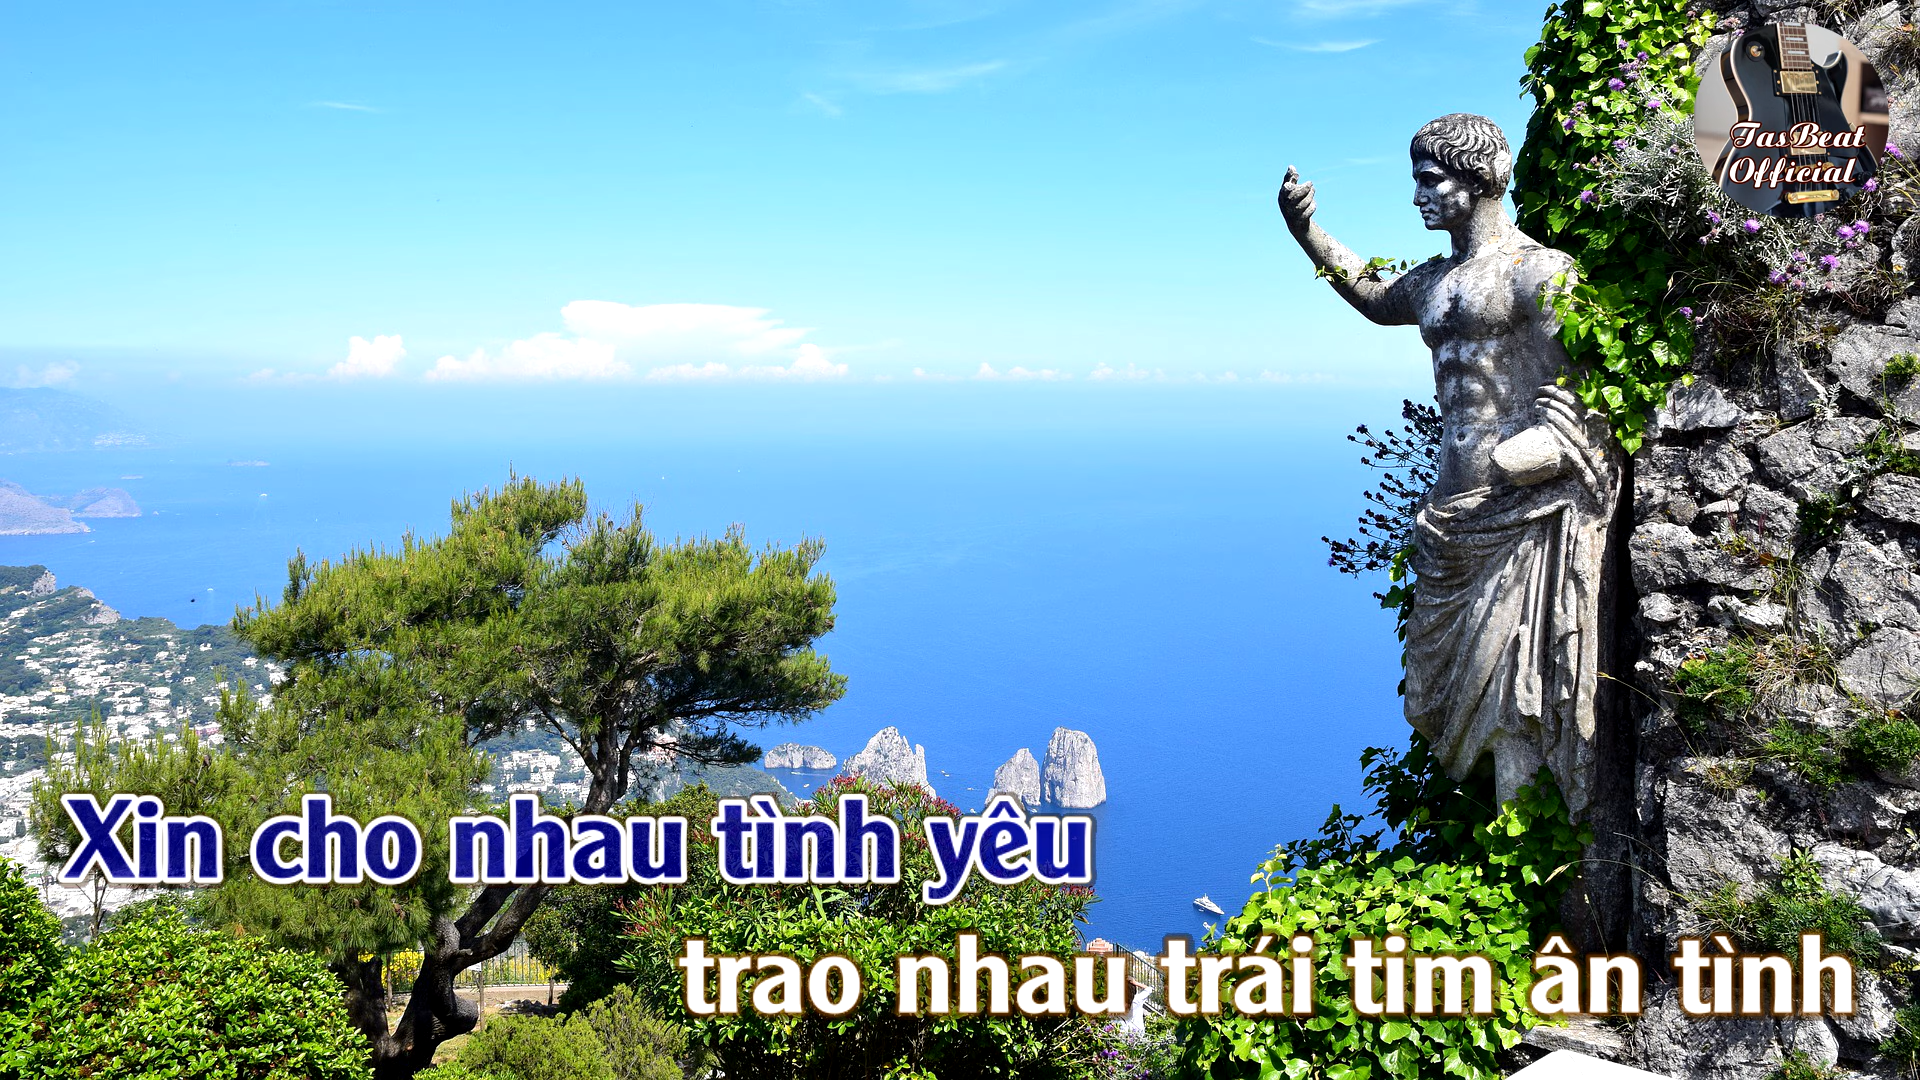 TasBeat
Official
Xin cho nhau tình yêu
trao nhau trái tim ân tình